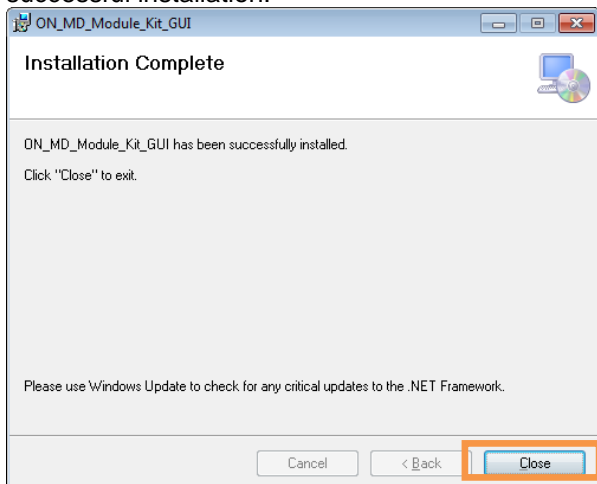 successful installation.
ON_MD_Module_Kit_GUI
Installation Complete
ON_MD_Module_Kit_GUI has been successfully installed.
Click "Close" to exit.
Please use Windows Update to check for any critical updates to the .NET Framework.
Cancel
< Back
Close